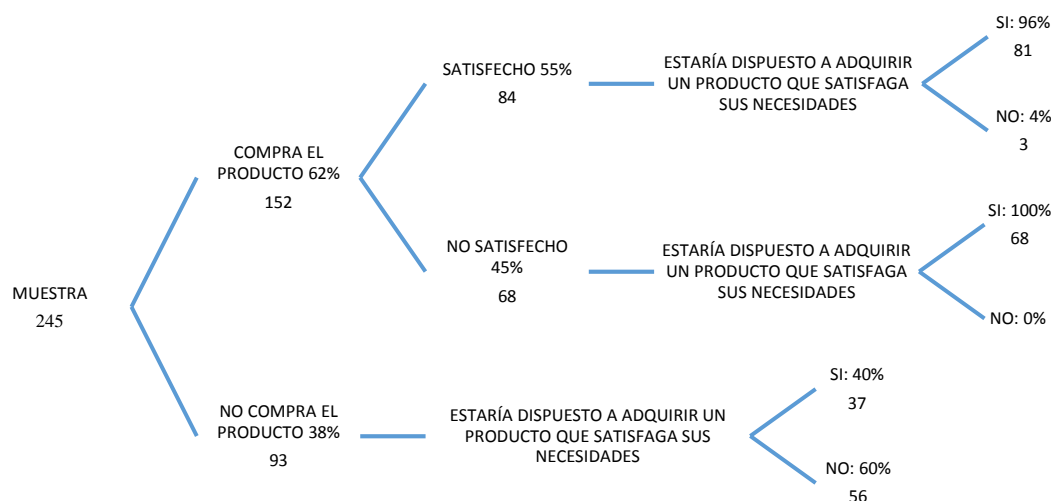 MUESTRA
245
COMPRA EL
PRODUCTO 62%
152
SATISFECHO 55%
84
ESTARÍA DISPUESTO A ADQUIRIR
UN PRODUCTO QUE SATISFAGA
SUS NECESIDADES
SI: 96%
81
NO: 4%
3
NO SATISFECHO
45%
68
ESTARÍA DISPUESTO A ADQUIRIR
UN PRODUCTO QUE SATISFAGA
SUS NECESIDADES
SI: 100%
68
NO: 0%
NO COMPRA EL
PRODUCTO 38%
93
ESTARÍA DISPUESTO A ADQUIRIR UN
PRODUCTO QUE SATISFAGA SUS
NECESIDADES
SI: 40%
37
NO: 60%
56